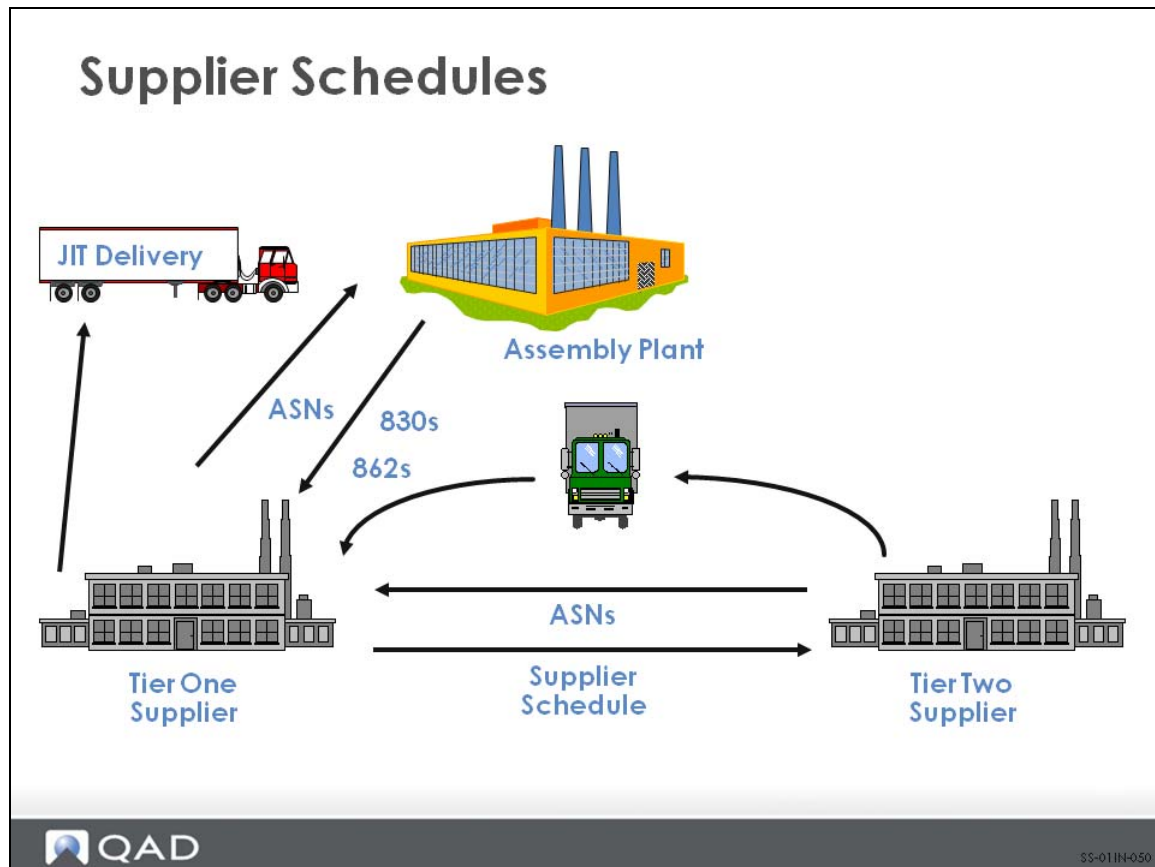 Supplier Schedules
JIT Delivery
Assembly Plant
ASNs
830s
862s
ASNs
Supplier
Schedule
Tier One
Supplier
Tier Two
Supplier
QAD
SS-01IN-050